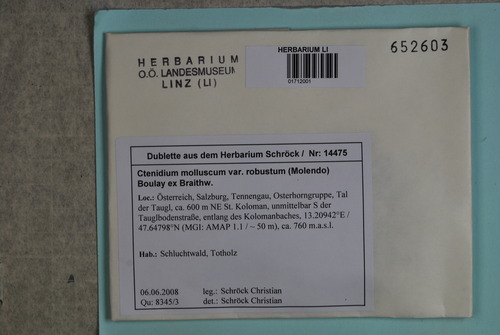 HERBARIUM
O.Ö. LANDESMUSEUM
LINZ (LI)
HERBARIUM LI
01712001
652603
Dublette aus dem Herbarium Schröck / Nr: 14475
Ctenidium molluscum var. robustum (Molendo)
Boulay ex Braithw.
Loc.: Österreich, Salzburg, Tennengau, Osterhorngruppe, Tal
der Taugl, ca. 600 m NE St. Koloman, unmittelbar S der
Tauglbodenstraße, entlang des Kolomanbaches, 13.20942°E /
47.64798°N (MGI: AMAP 1.1 / ~ 50 m), ca. 760 m.a.s.l.
Hab.: Schluchtwald, Totholz
06.06.2008 leg.: Schröck Christian
Qu: 8345/3 det.: Schröck Christian